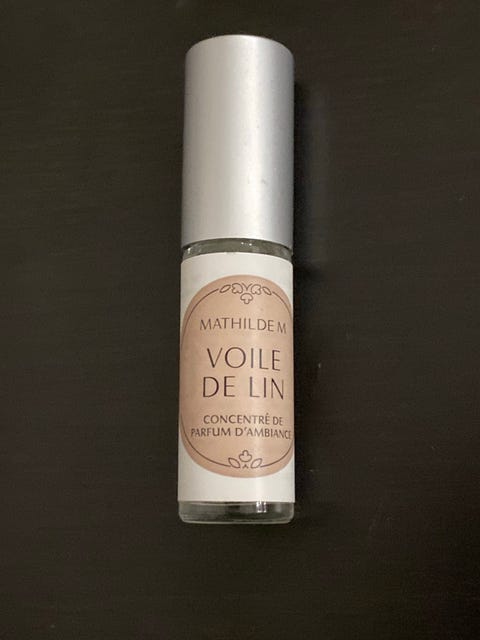 MATHILDE M
VOILE
DE LIN
CONCENTRÉ DE
PARFUM D'AMBIANCE